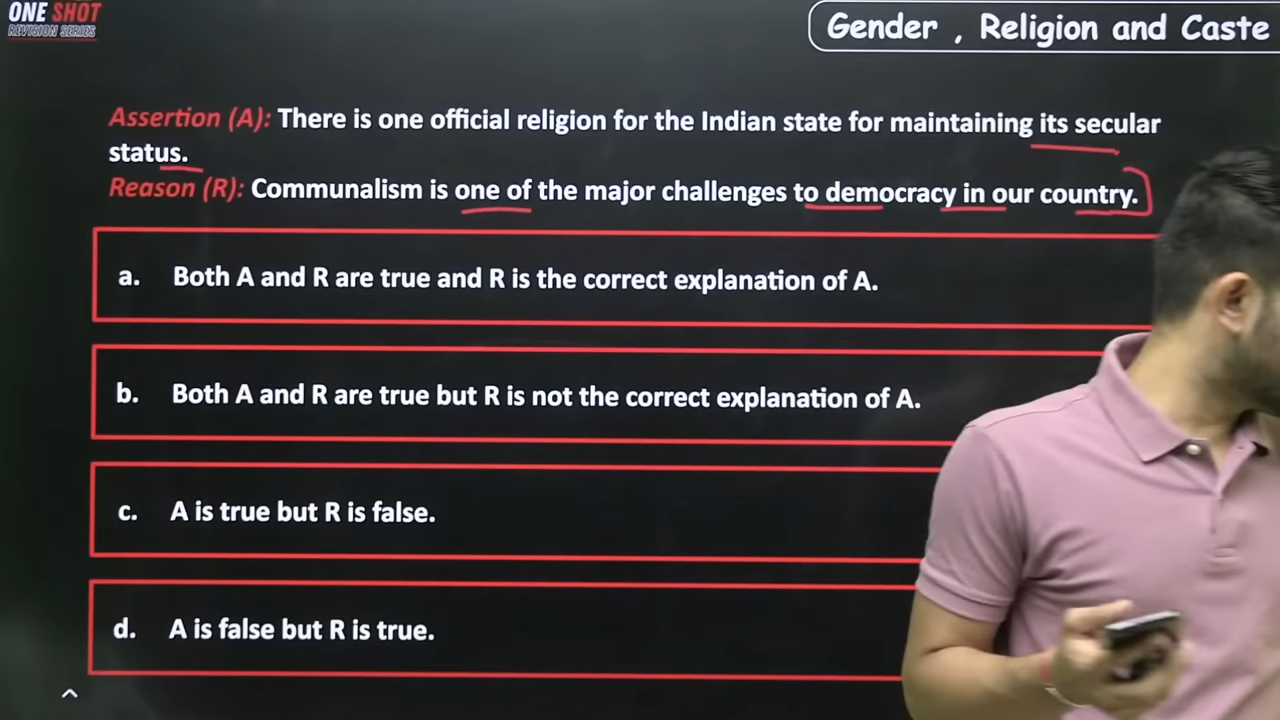 ONE SHOT
REVISION SERIES
Gender , Religion and Caste
Assertion (A): There is one official religion for the Indian state for maintaining its secular
status.
Reason (R): Communalism is one of the major challenges to democracy in our country.
a. Both A and R are true and R is the correct explanation of A.
b. Both A and R are true but R is not the correct explanation of A.
c. A is true but R is false.
d. A is false but R is true.